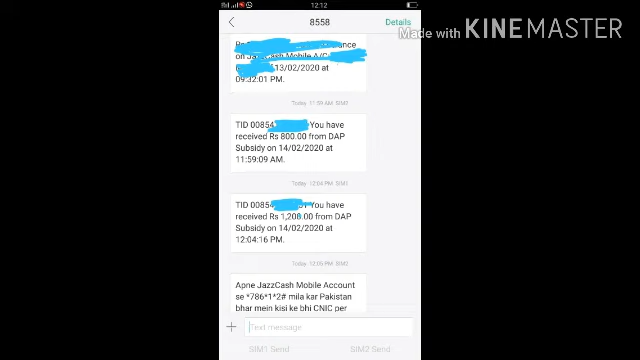 12:12
8558
Details
Made with KINEMASTER
on JazzCash Mobile A/C
13/02/2020 at
09:32:01 PM.
Today 11:59 AM SIM2
TID 00854 You have
received Rs 800.00 from DAP
Subsidy on 14/02/2020 at
11:59:09 AM.
Today 12:04 PM SIM1
TID 00854 You have
received Rs 1,208.00 from DAP
Subsidy on 14/02/2020 at
12:04:16 PM.
Today 12:05 PM SIM2
Apne JazzCash Mobile Account
se *786*1*2# mila kar Pakistan
bhar mein kisi ke bhi CNIC per
Text message
SIM1 Send SIM2 Send